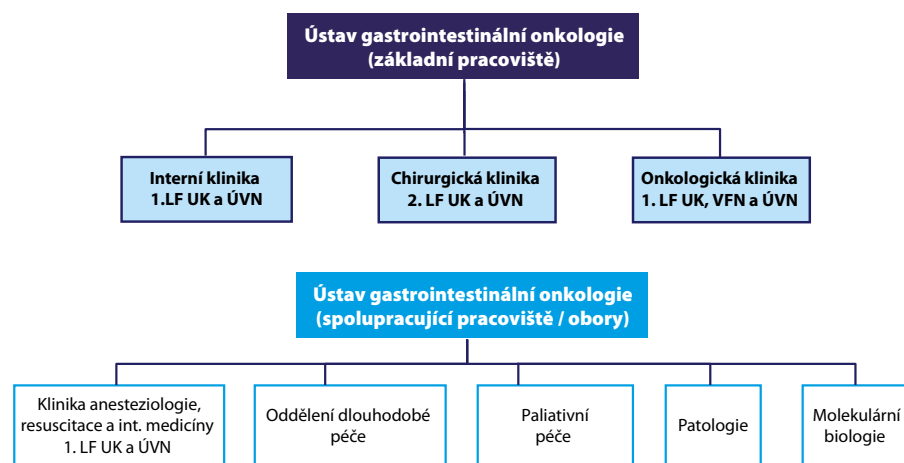 Ústav gastrointestinální onkologie
(základní pracoviště)
Interní klinika
1.LF UK a ÚVN
Chirurgická klinika
2. LF UK a ÚVN
Onkologická klinika
1. LF UK, VFN a ÚVN
Ústav gastrointestinální onkologie
(spolupracující pracoviště / obory)
Klinika anesteziologie,
resuscitace a int. medicíny
1. LF UK a ÚVN
Oddělení dlouhodobé
péče
Paliativní
péče
Patologie
Molekulární
biologie